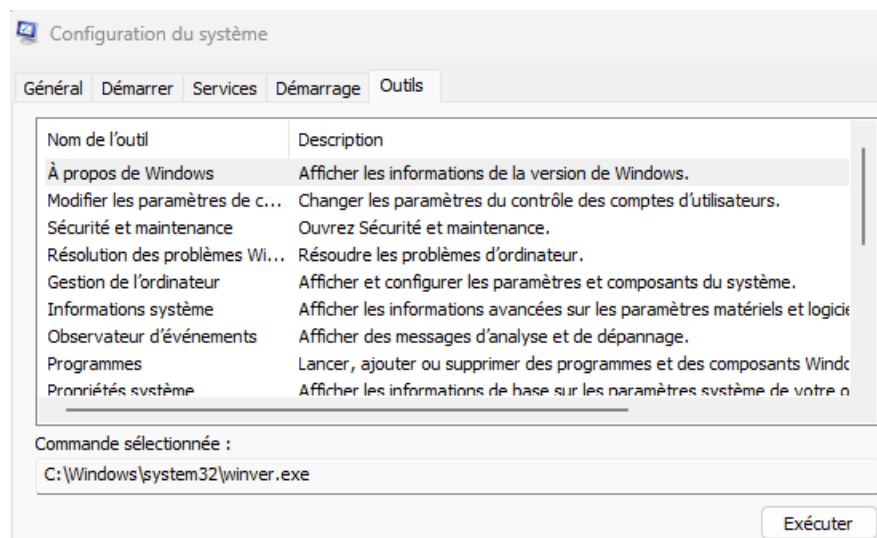 Configuration du système
Général Démarrer Services Démarrage Outils
Nom de l'outil Description
À propos de Windows Afficher les informations de la version de Windows.
Modifier les paramètres de c... Changer les paramètres du contrôle des comptes d'utilisateurs.
Sécurité et maintenance Ouvrez Sécurité et maintenance.
Résolution des problèmes Wi... Résoudre les problèmes d'ordinateur.
Gestion de l'ordinateur Afficher et configurer les paramètres et composants du système.
Informations système Afficher les informations avancées sur les paramètres matériels et logicie
Observateur d'événements Afficher des messages d'analyse et de dépannage.
Programmes Lancer, ajouter ou supprimer des programmes et des composants Windo
Propriétés système Afficher les informations de base sur les paramètres système de votre o
Commande sélectionnée :
C:\Windows\system32\winver.exe
Exécuter